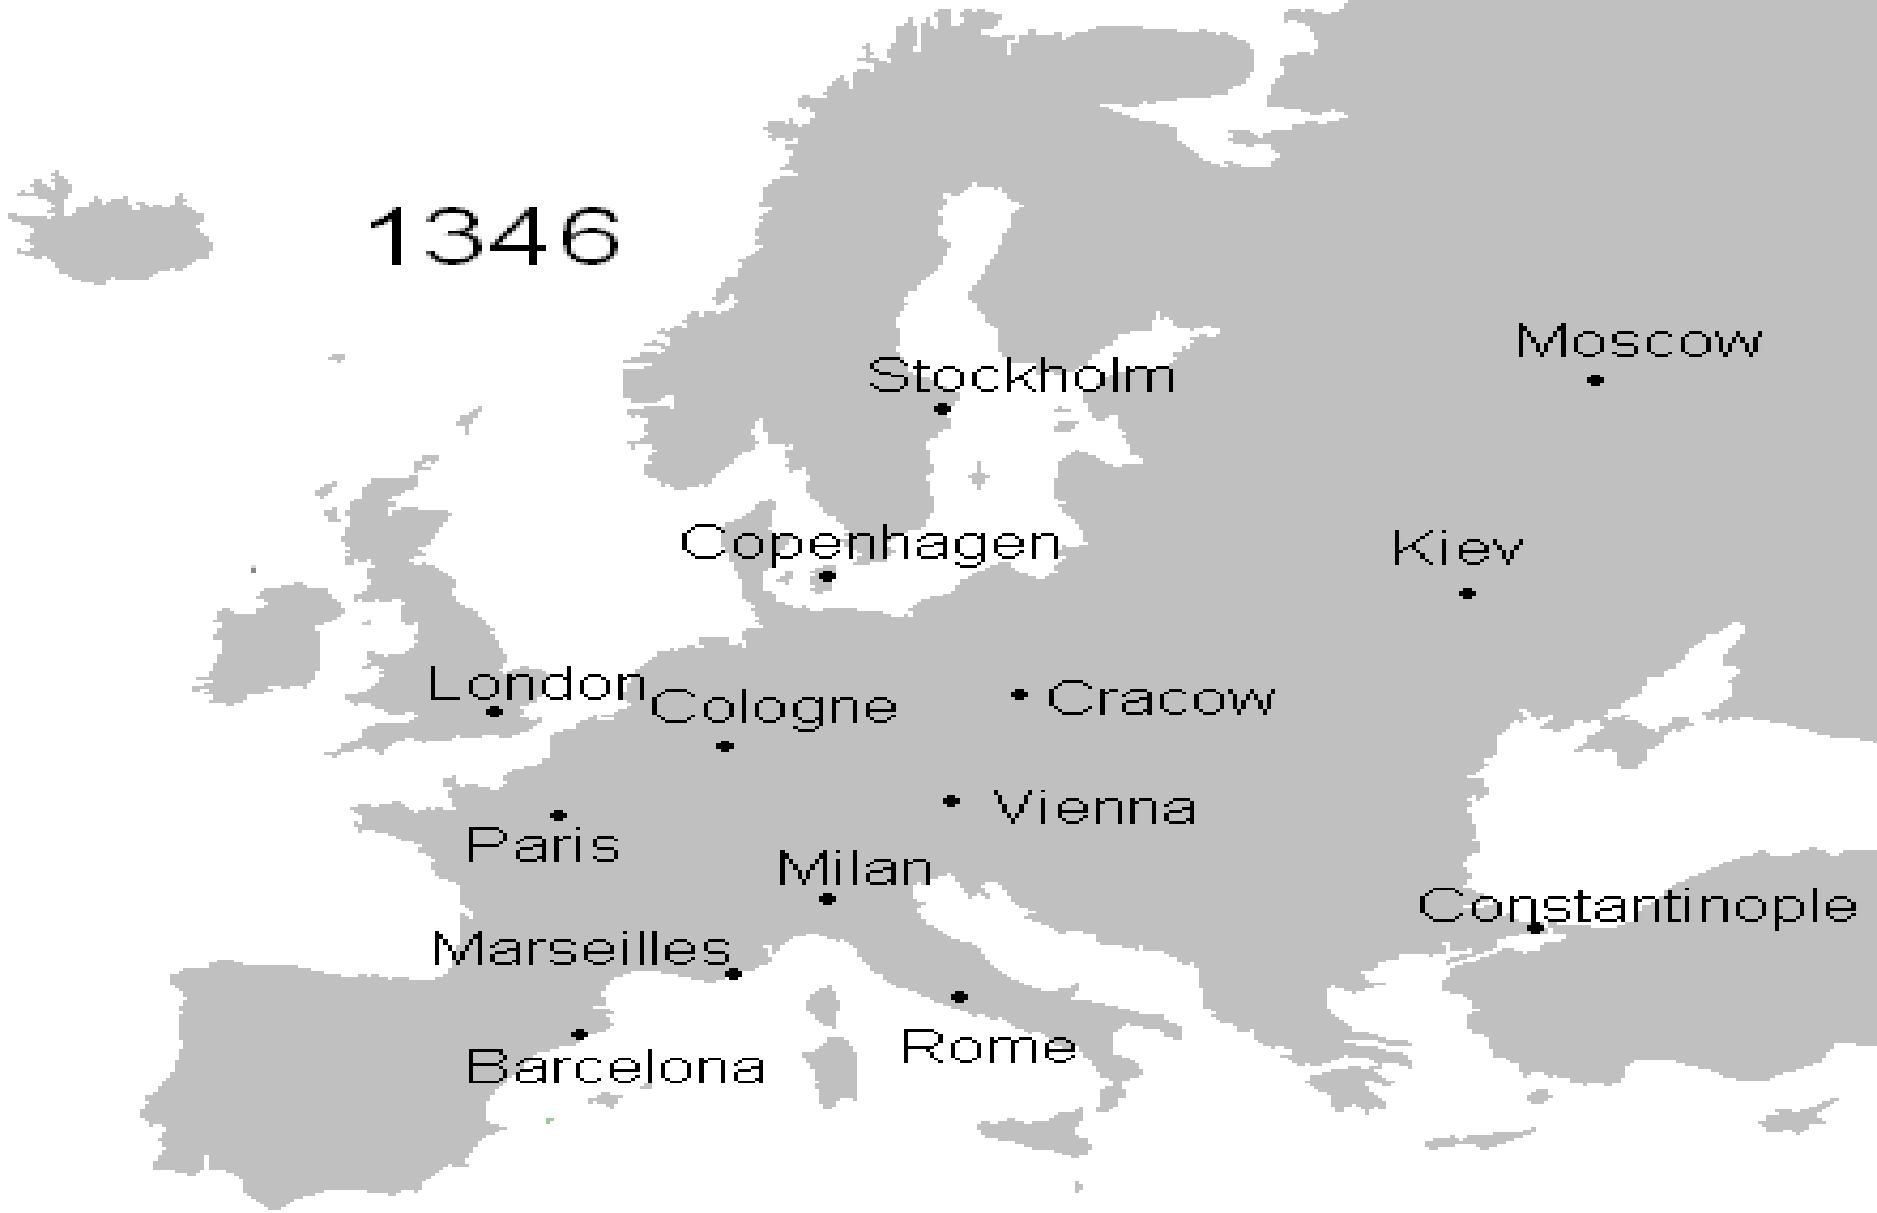 1346
Moscow
Stockholm
Copenhagen
Kiev
London
Cologne
Cracow
Vienna
Paris
Milan
Constantinople
Marseilles
Rome
Barcelona